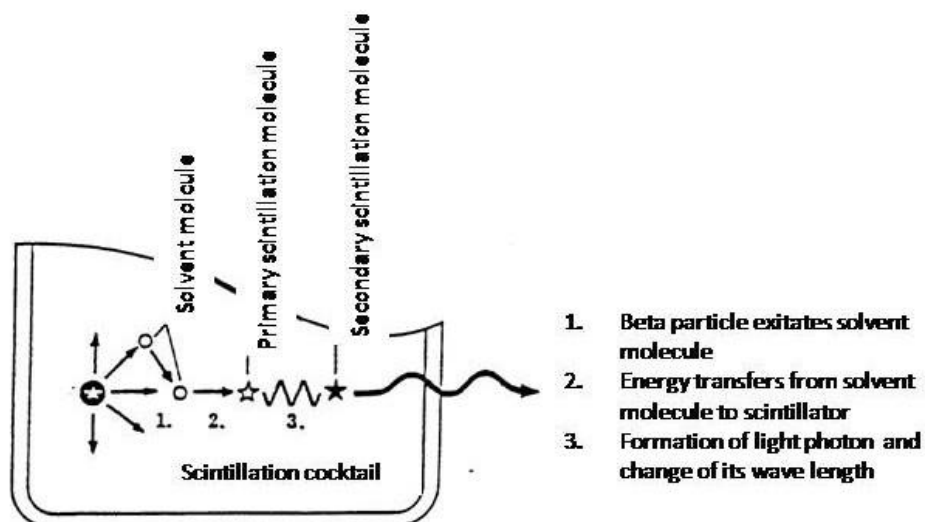 Solvent molucule
Primary scintillation molecule
Secondary scintillation molecule
1.
2.
3.
Scintillation cocktail
1. Beta particle exitates solvent
molecule
2. Energy transfers from solvent
molecule to scintillator
3. Formation of light photon and
change of its wave length